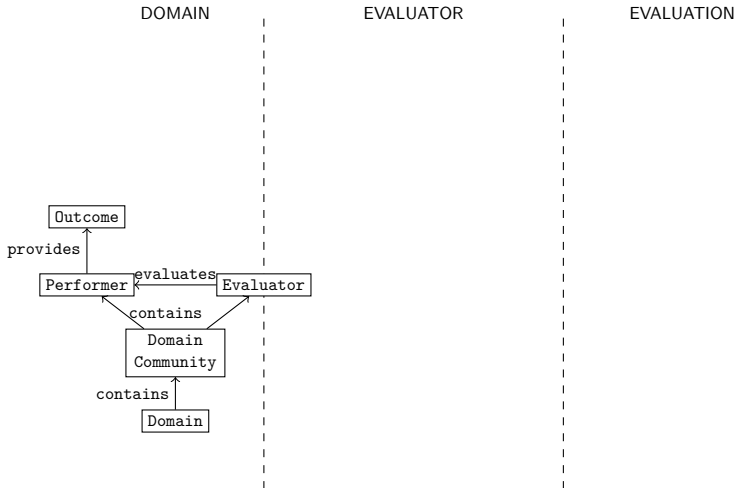 DOMAIN
EVALUATOR
EVALUATION
Outcome
provides
Performer
evaluates
Evaluator
contains
Domain
Community
contains
Domain